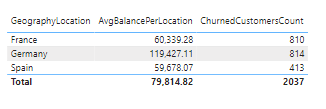 GeographyLocation AvgBalancePerLocation ChurnedCustomersCount
France 60,339.28 810
Germany 119,427.11 814
Spain 59,678.07 413
Total 79,814.82 2037